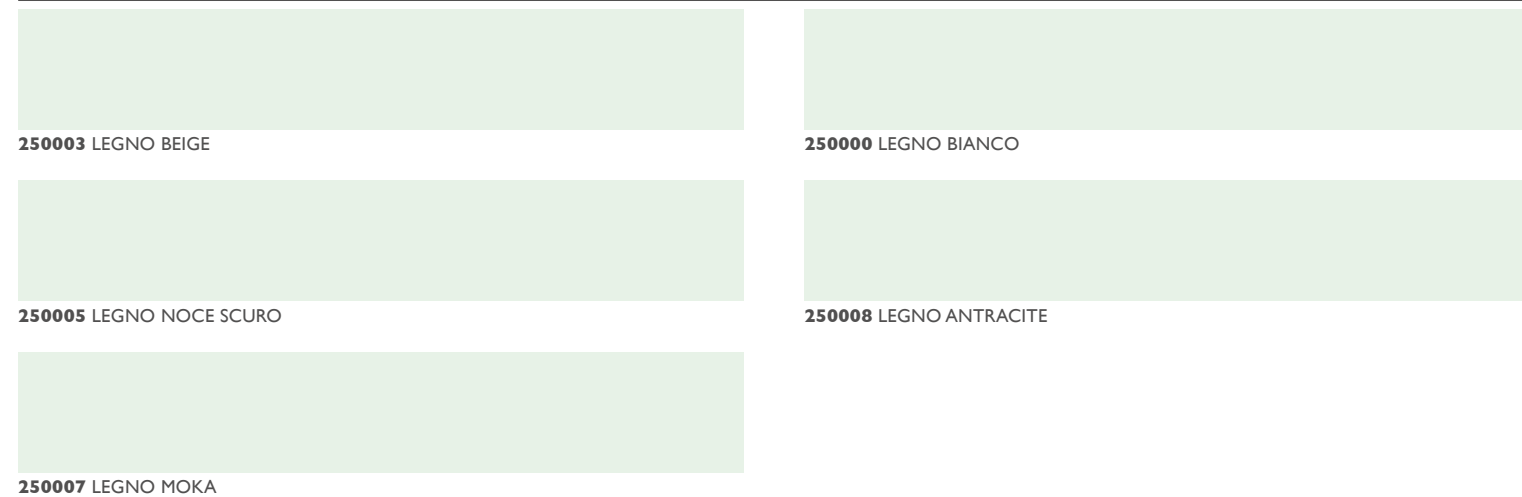 250003 LEGNO BEIGE
250000 LEGNO BIANCO
250005 LEGNO NOCE SCURO
250008 LEGNO ANTRACITE
250007 LEGNO MOKA